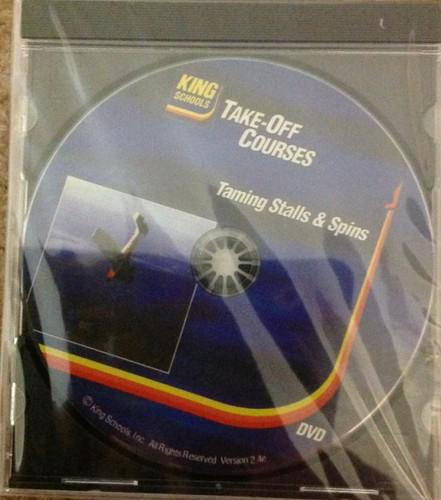 KING
SCHOOLS
TAKE-OFF
COURSES
Taming Stalls & Spins
DVD
© King Schools, Inc. All Rights Reserved Version 2.4e